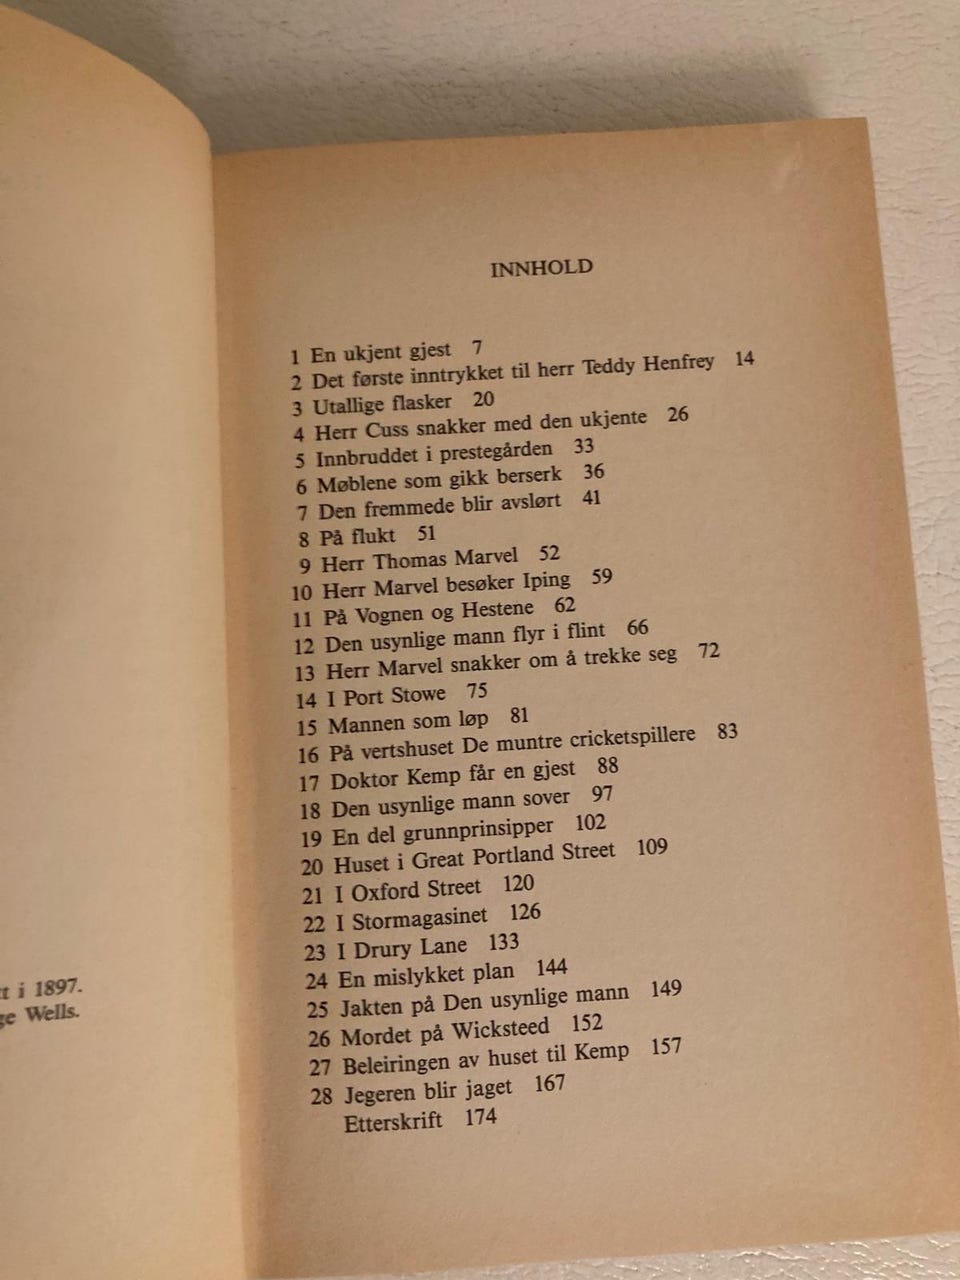 t i 1897.
ge Wells.
INNHOLD
1 En ukjent gjest 7
2 Det første inntrykket til herr Teddy Henfrey 14
3 Utallige flasker 20
4 Herr Cuss snakker med den ukjente 26
5 Innbruddet i prestegården 33
6 Møblene som gikk berserk 36
7 Den fremmede blir avslørt 41
8 På flukt 51
9 Herr Thomas Marvel 52
10 Herr Marvel besøker Iping 59
11 På Vognen og Hestene 62
12 Den usynlige mann flyr i flint 66
13 Herr Marvel snakker om å trekke seg 72
14 I Port Stowe 75
15 Mannen som løp 81
16 På vertshuset De muntre cricketspillere 83
17 Doktor Kemp får en gjest 88
18 Den usynlige mann sover 97
19 En del grunnprinsipper 102
20 Huset i Great Portland Street 109
21 I Oxford Street 120
22 I Stormagasinet 126
23 I Drury Lane 133
24 En mislykket plan 144
25 Jakten på Den usynlige mann 149
26 Mordet på Wicksteed 152
27 Beleiringen av huset til Kemp 157
28 Jegeren blir jaget 167
Etterskrift 174